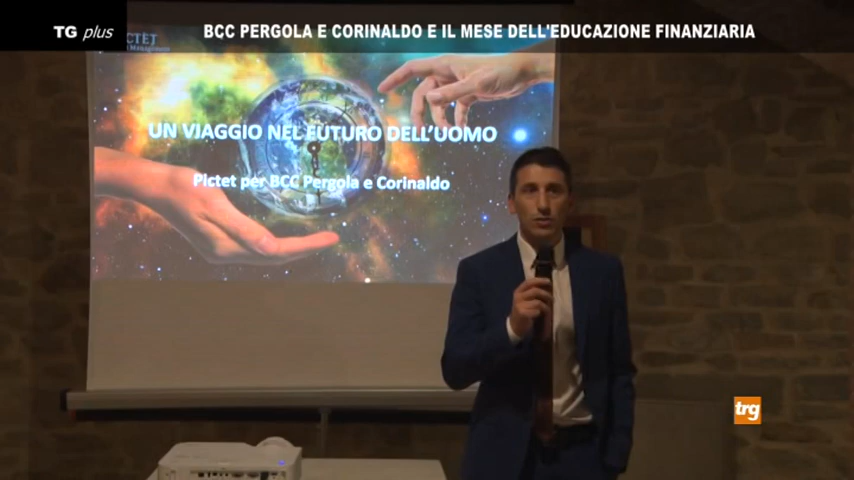 TG plus
BCC PERGOLA E CORINALDO E IL MESE DELL'EDUCAZIONE FINANZIARIA
UN VIAGGIO NEL FUTURO DELL'UOMO
Pictet per BCC Pergola e Corinaldo
trg